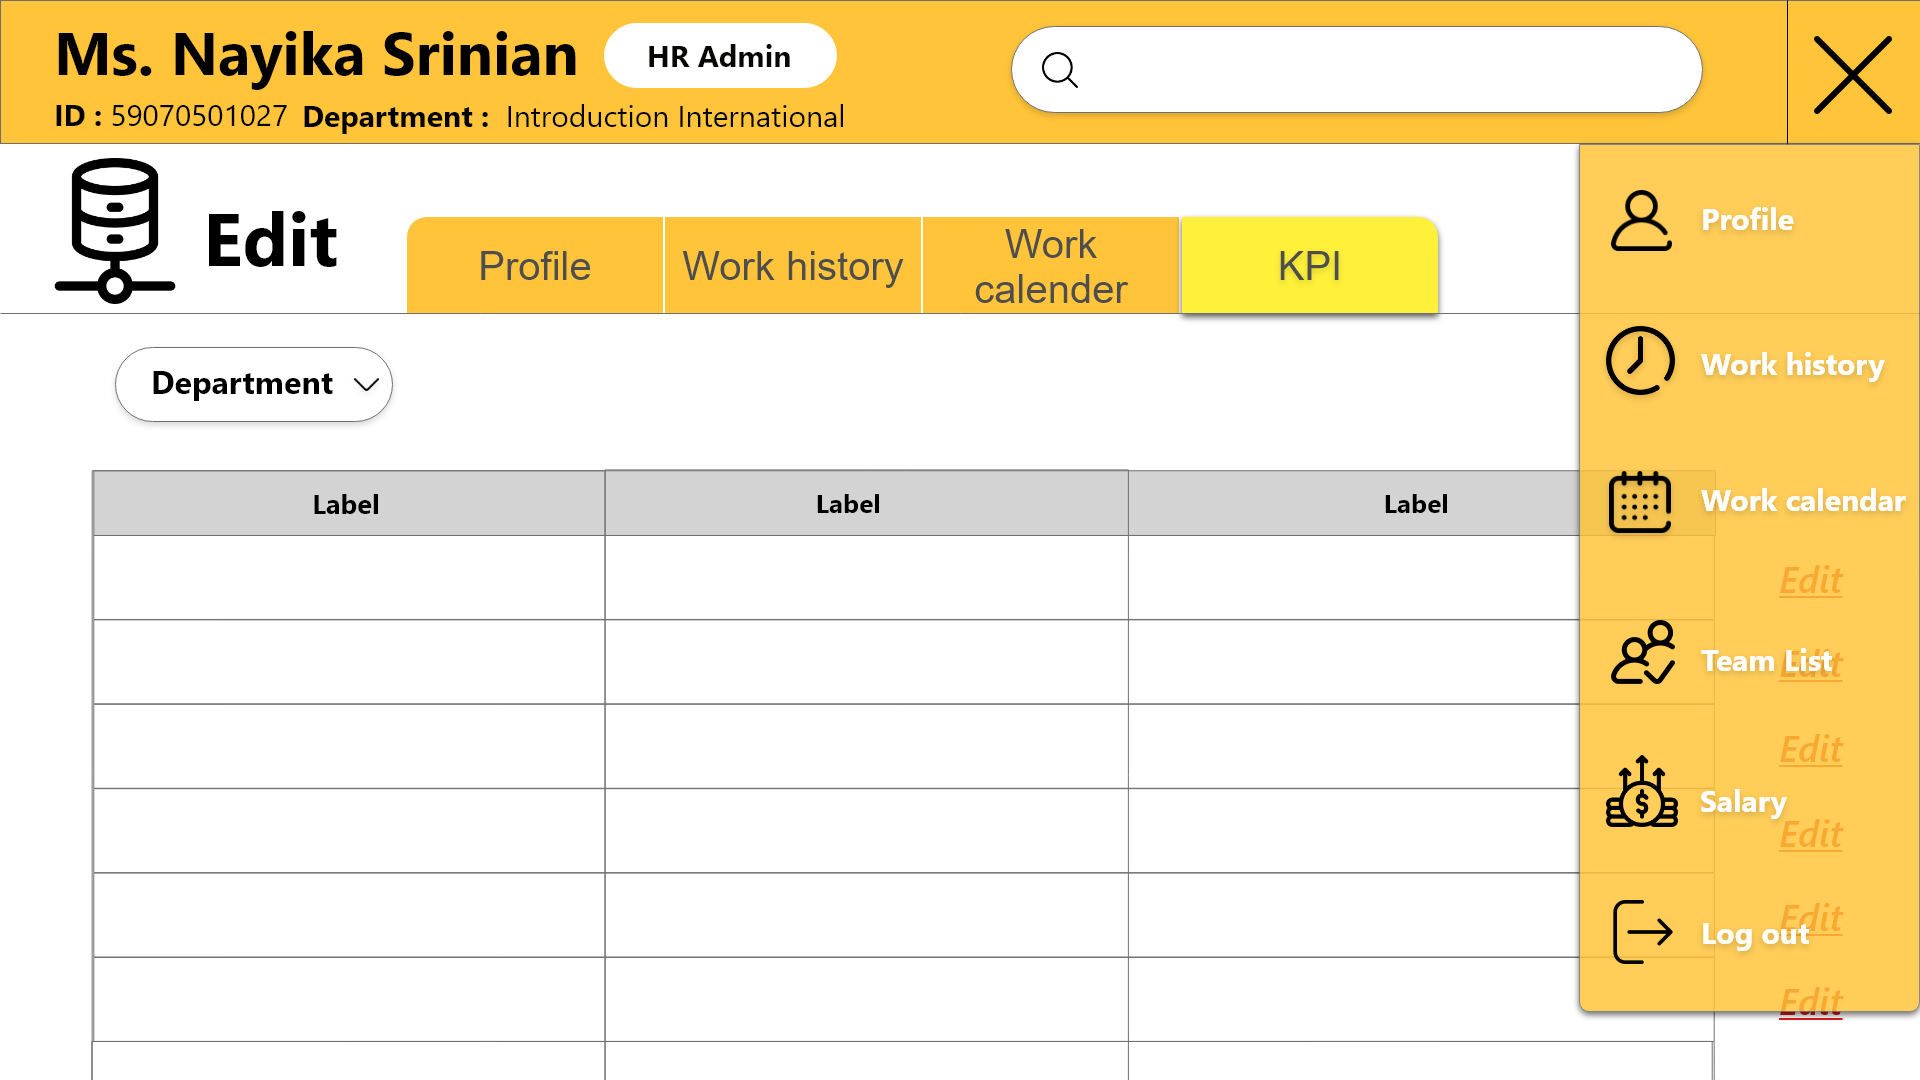 Ms. Nayika Srinian HR Admin
ID : 59070501027 Department : Introduction International
Edit
Profile
Work history
Work
calender
KPI
Department
Label Label Label
Profile
Work history
Work calendar
Team List
Salary
Log out
Edit
Edit
Edit
Edit
Edit
Edit